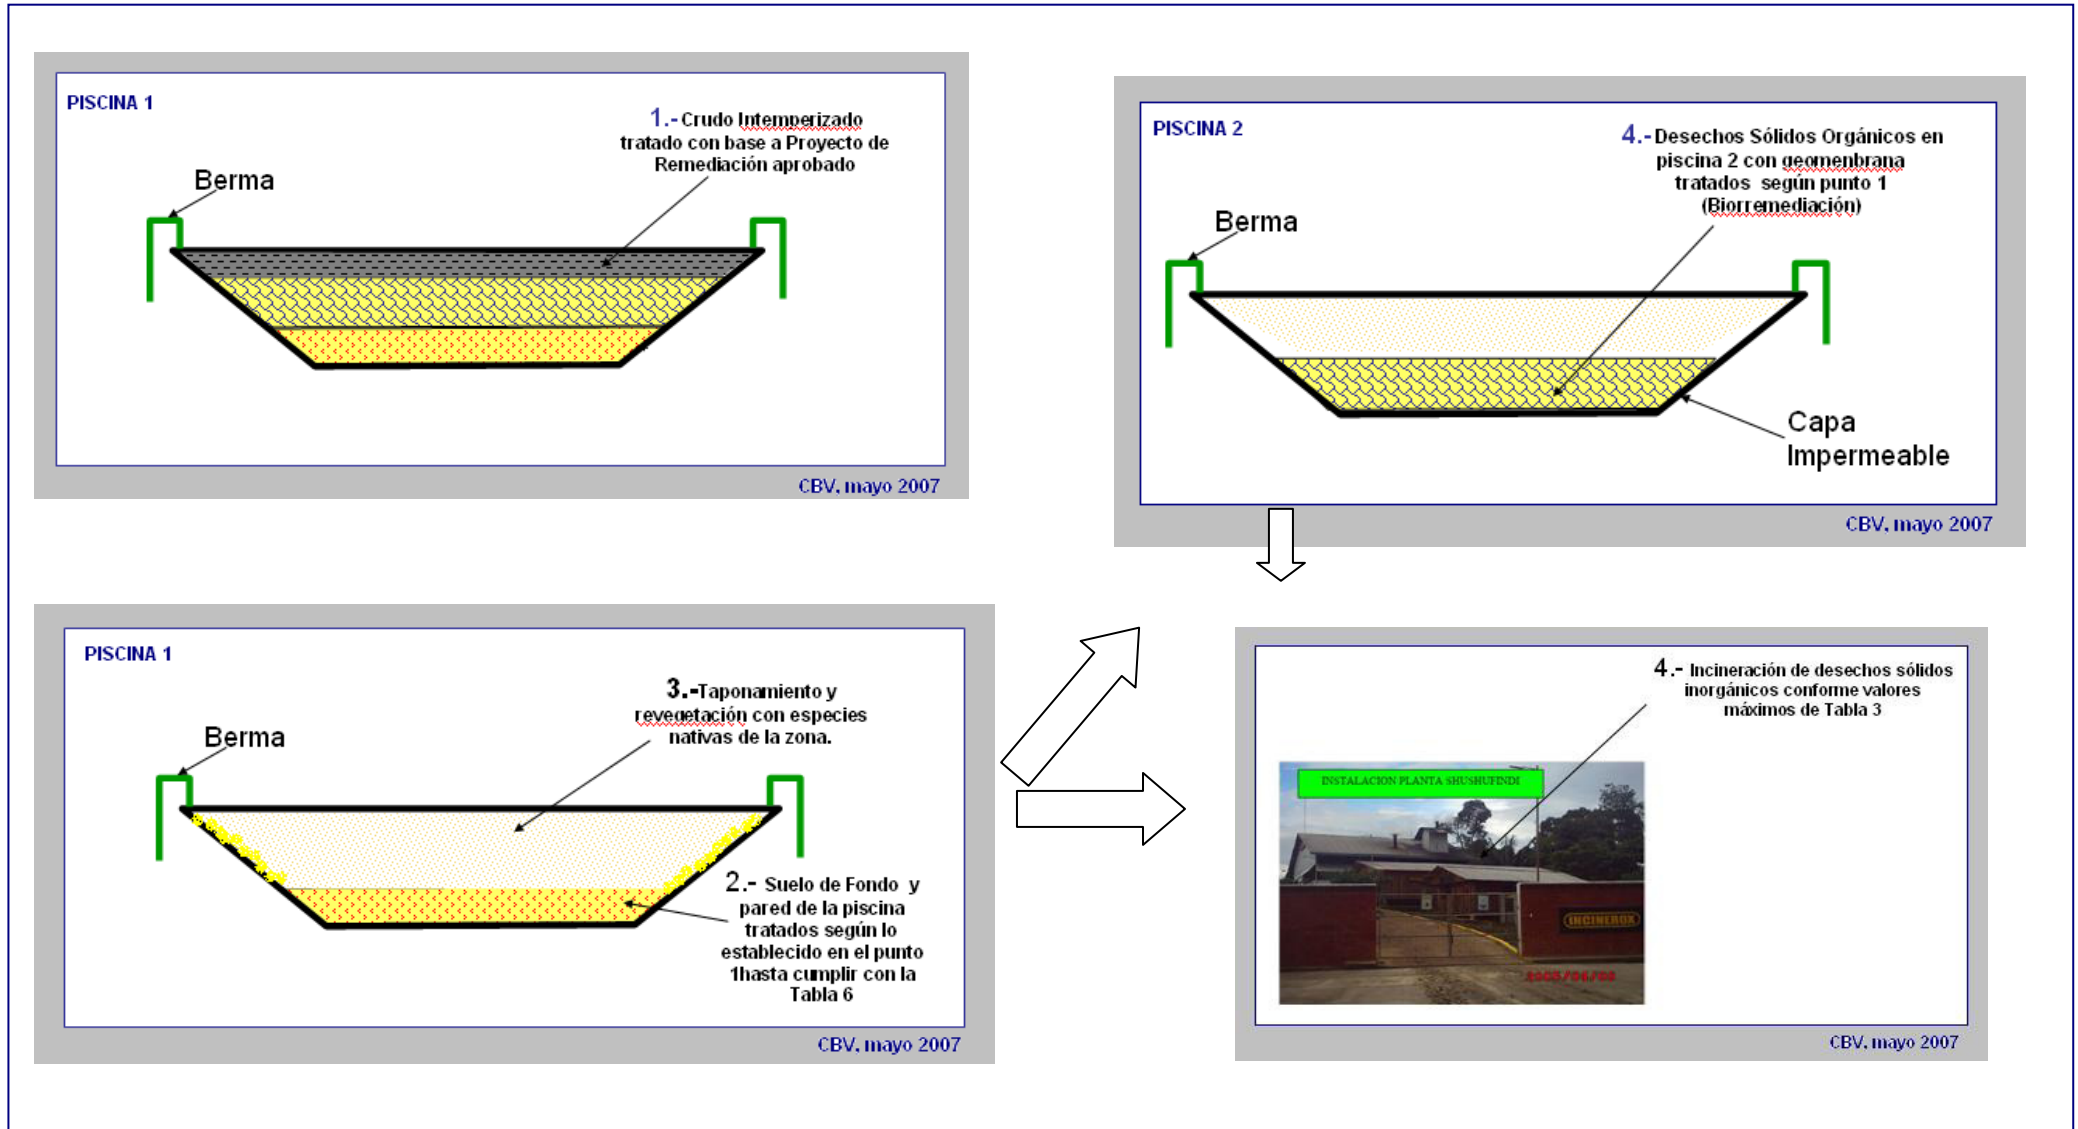 PISCINA 1
1.- Crudo Intemperizado
tratado con base a Proyecto de
Remediación aprobado
Berma
CBV, mayo 2007
PISCINA 2
4.- Desechos Sólidos Orgánicos en
piscina 2 con geomenbrana
tratados según punto 1
(Biorremediación)
Berma
Capa
Impermeable
CBV, mayo 2007
PISCINA 1
3.-Taponamiento y
revegetación con especies
nativas de la zona.
Berma
2.- Suelo de Fondo y
pared de la piscina
tratados según lo
establecido en el punto
1hasta cumplir con la
Tabla 6
CBV, mayo 2007
4.- Incineración de desechos sólidos
inorgánicos conforme valores
máximos de Tabla 3
INSTALACION PLANTA SHUSHUFINDI
INCINEROX
CBV, mayo 2007